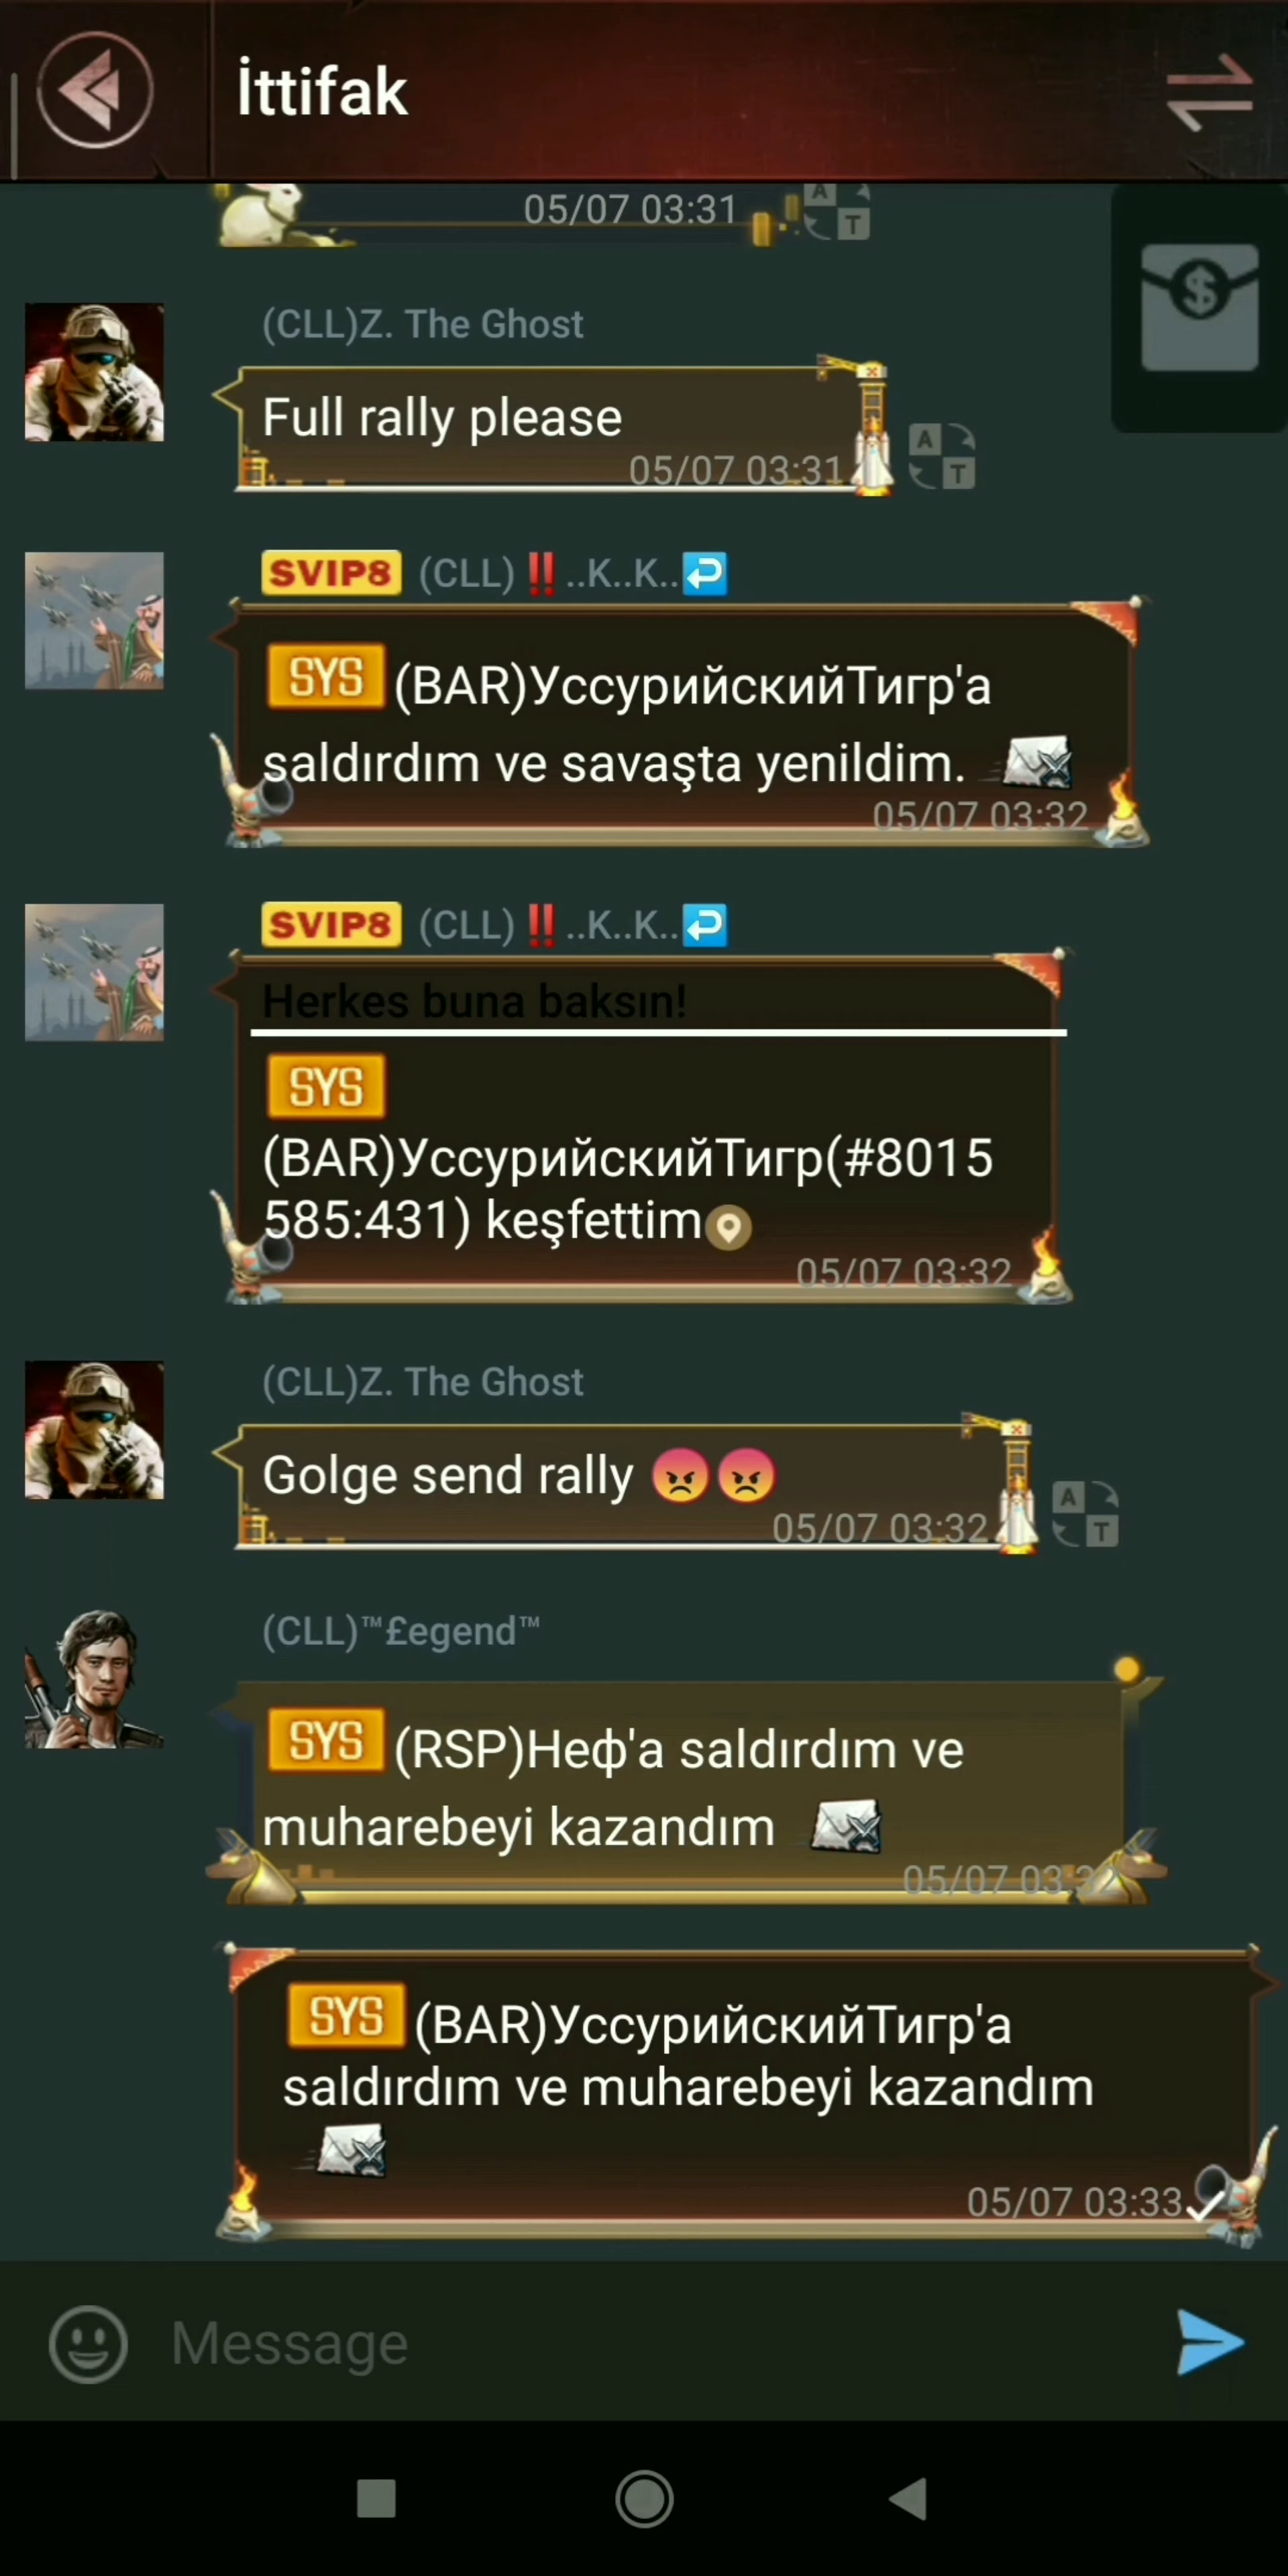 İttifak
05/07 03:31
(CLL)Z. The Ghost
Full rally please
05/07 03:31
SVIP8 (CLL)‼️..K..K..↩️
SYS (BAR)УссурийскийТигр'a
saldırdım ve savaşta yenildim.
05/07 03:32
SVIP8 (CLL)‼️..K..K..↩️
Herkes buna baksın!
SYS
(BAR)УссурийскийТигр(#8015
585:431) keşfettim
05/07 03:32
(CLL)Z. The Ghost
Golge send rally 😡😡
05/07 03:32
(CLL)™£egend™
SYS (RSP)Неф'a saldırdım ve
muharebeyi kazandım
05/07 03:32
SYS (BAR)УссурийскийТигр'a
saldırdım ve muharebeyi kazandım
05/07 03:33
Message